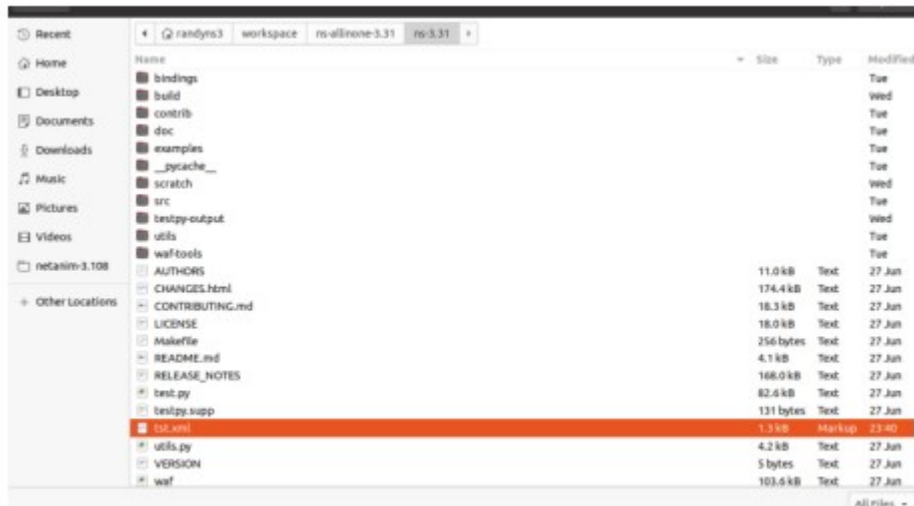 Recent
Home
Desktop
Documents
Downloads
Music
Pictures
Videos
netanim-3.108
+ Other Locations
randyns3 workspace ns-allinone-3.31 ns-3.31
Name Size Type Modified
bindings Tue
build Wed
contrib Tue
doc Tue
examples Tue
__pycache__ Tue
scratch Wed
src Tue
testpy-output Wed
utils Tue
waf-tools Tue
AUTHORS 11.0 kB Text 27 Jun
CHANGES.html 174.4 kB Text 27 Jun
CONTRIBUTING.md 18.3 kB Text 27 Jun
LICENSE 18.0 kB Text 27 Jun
Makefile 256 bytes Text 27 Jun
README.md 4.1 kB Text 27 Jun
RELEASE_NOTES 168.0 kB Text 27 Jun
test.py 82.6 kB Text 27 Jun
testpy.supp 131 bytes Text 27 Jun
tst.xml 1.3 kB Markup 23:40
utils.py 4.2 kB Text 27 Jun
VERSION 5 bytes Text 27 Jun
waf 103.6 kB Text 27 Jun
All Files